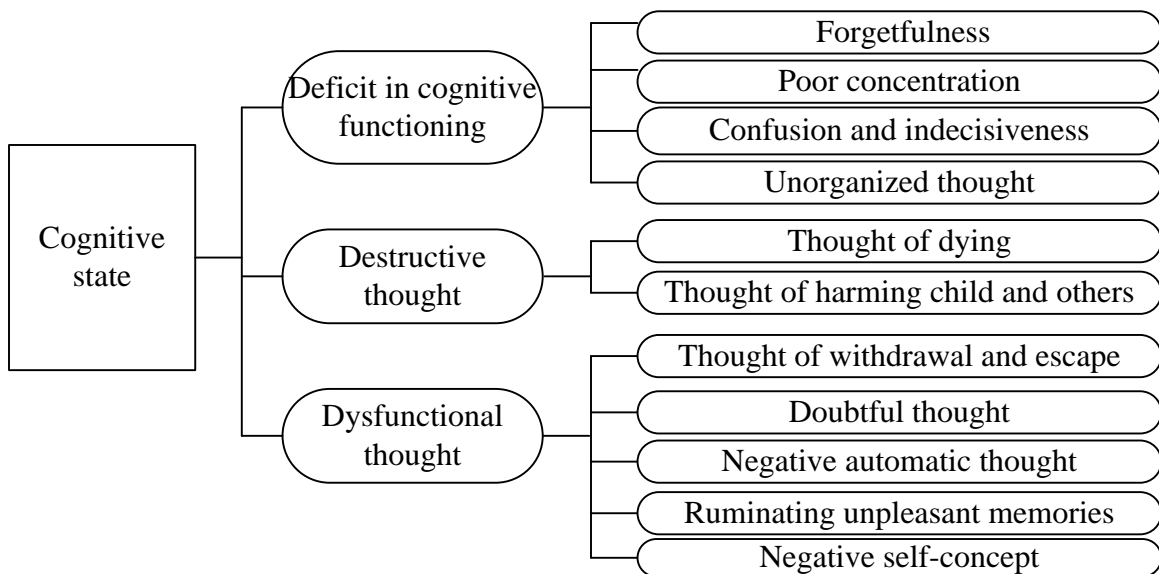 Cognitive
state
Deficit in cognitive
functioning
Forgetfulness
Poor concentration
Confusion and indecisiveness
Unorganized thought
Destructive
thought
Thought of dying
Thought of harming child and others
Dysfunctional
thought
Thought of withdrawal and escape
Doubtful thought
Negative automatic thought
Ruminating unpleasant memories
Negative self-concept